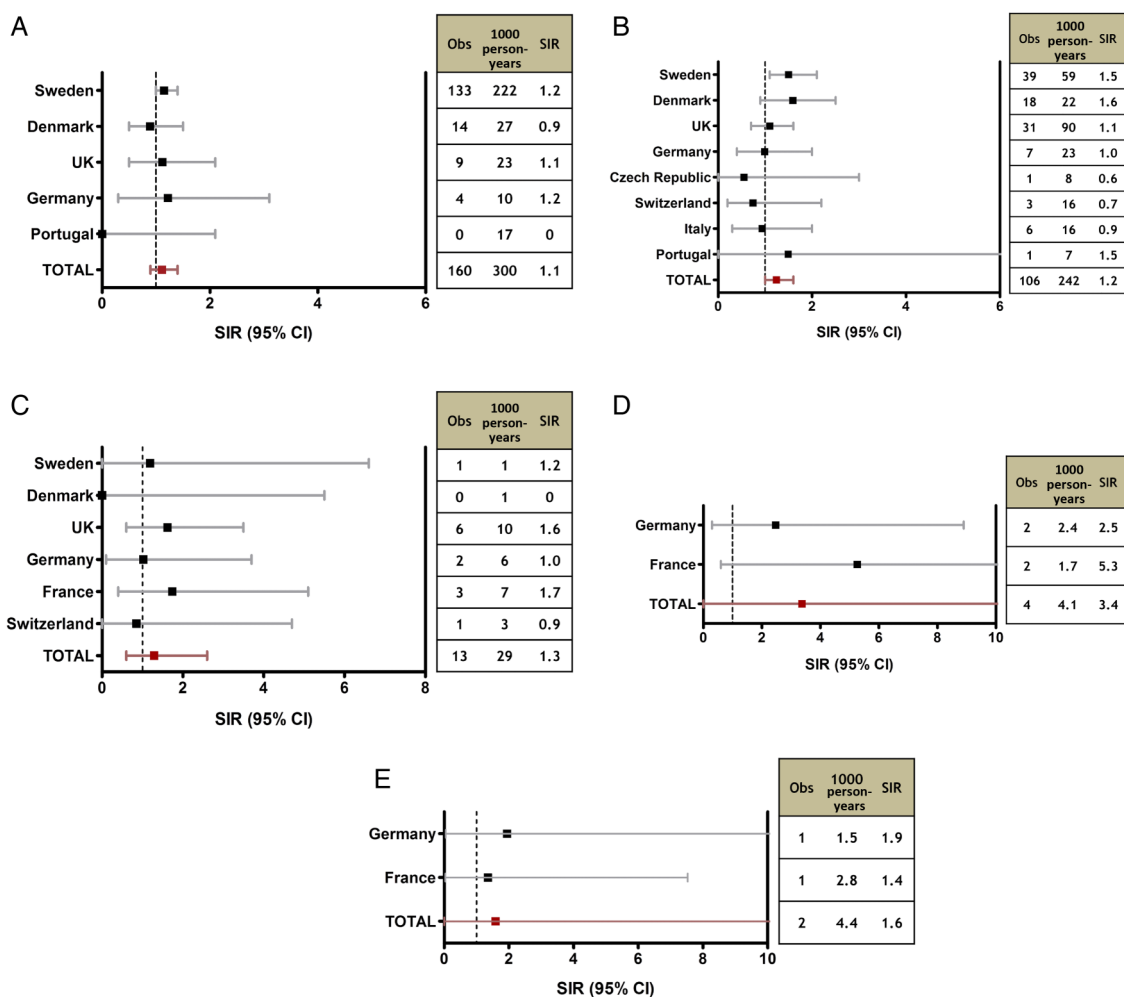 A
Obs 1000 person-years SIR
Sweden 133 222 1.2
Denmark 14 27 0.9
UK 9 23 1.1
Germany 4 10 1.2
Portugal 0 17 0
TOTAL 160 300 1.1
0 2 4 6
SIR (95% CI)
B
Obs 1000 person-years SIR
Sweden 39 59 1.5
Denmark 18 22 1.6
UK 31 90 1.1
Germany 7 23 1.0
Czech Republic 1 8 0.6
Switzerland 3 16 0.7
Italy 6 16 0.9
Portugal 1 7 1.5
TOTAL 106 242 1.2
0 2 4 6
SIR (95% CI)
C
Obs 1000 person-years SIR
Sweden 1 1 1.2
Denmark 0 1 0
UK 6 10 1.6
Germany 2 6 1.0
France 3 7 1.7
Switzerland 1 3 0.9
TOTAL 13 29 1.3
0 2 4 6 8
SIR (95% CI)
D
Obs 1000 person-years SIR
Germany 2 2.4 2.5
France 2 1.7 5.3
TOTAL 4 4.1 3.4
0 2 4 6 8 10
SIR (95% CI)
E
Obs 1000 person-years SIR
Germany 1 1.5 1.9
France 1 2.8 1.4
TOTAL 2 4.4 1.6
0 2 4 6 8 10
SIR (95% CI)